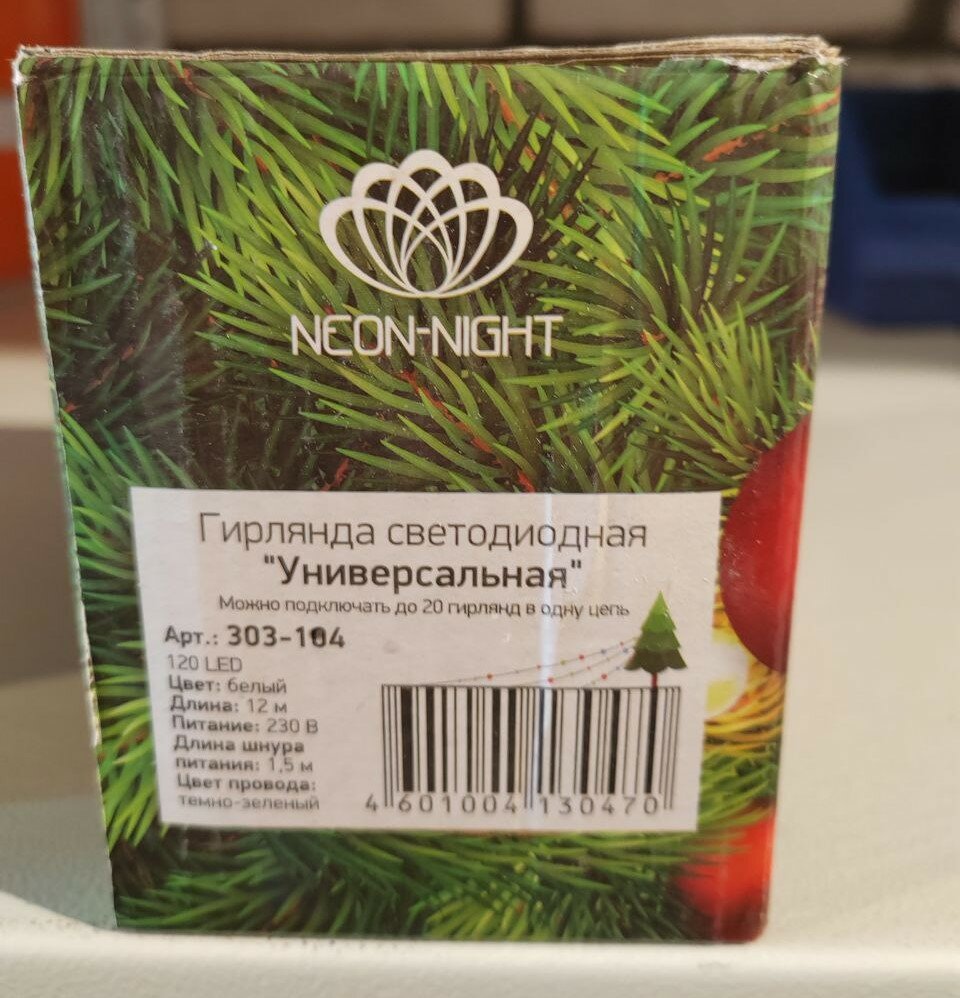 NEON-NIGHT
Гирлянда светодиодная
"Универсальная"
Можно подключать до 20 гирлянд в одну цепь
Арт.: 303-184
120 LED
Цвет: белый
Длина: 12 м
Питание: 230 В
Длина шнура
питания: 1,5 м
Цвет провода:
темно-зеленый
4 601004 130470